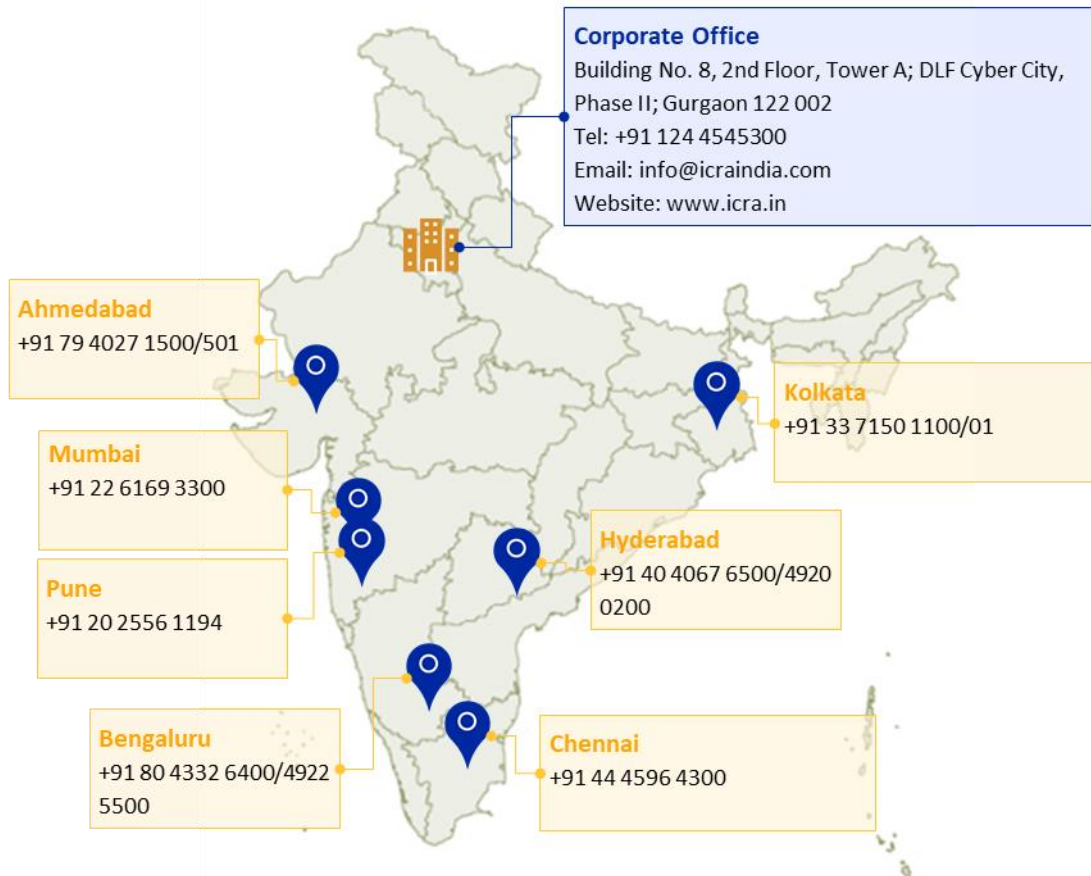 Corporate Office
Building No. 8, 2nd Floor, Tower A; DLF Cyber City,
Phase II; Gurgaon 122 002
Tel: +91 124 4545300
Email: info@icraindia.com
Website: www.icra.in
Ahmedabad
+91 79 4027 1500/501
Kolkata
+91 33 7150 1100/01
Mumbai
+91 22 6169 3300
Hyderabad
+91 40 4067 6500/4920
0200
Pune
+91 20 2556 1194
Bengaluru
+91 80 4332 6400/4922
5500
Chennai
+91 44 4596 4300